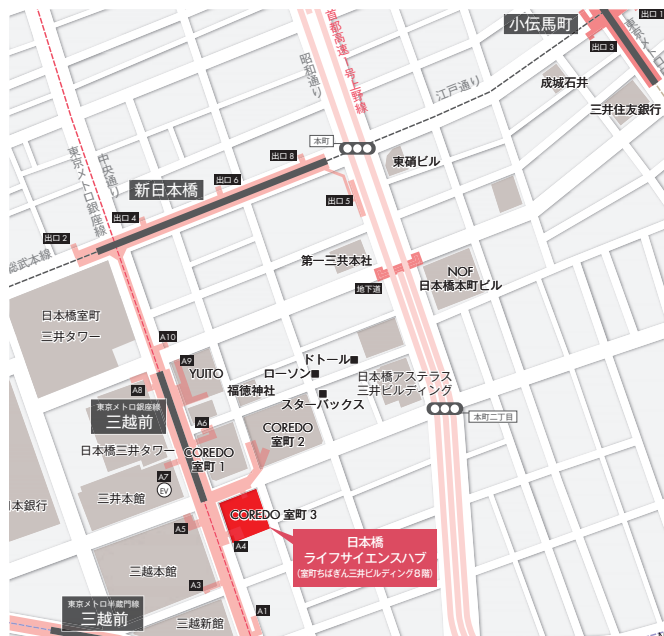 小伝馬町
出口 1
出口 3
東京メトロ
昭和通り
首都高速一号上野線
江戸通り
成城石井
三井住友銀行
本町
東硝ビル
出口 8
出口 6
出口 5
新日本橋
出口 4
出口 2
中央通り
東京メトロ銀座線
総武本線
第一三共本社
地下道
NOF
日本橋本町ビル
日本橋室町
三井タワー
A10
A9
YUITO
A8
ドトール
ローソン
スターバックス
福徳神社
日本橋アステラス
三井ビルディング
本町二丁目
東京メトロ銀座線
三越前
A6
COREDO
室町 1
COREDO
室町 2
日本橋三井タワー
A7
EV
三井本館
日本銀行
COREDO 室町 3
A5
A4
日本橋
ライフサイエンスハブ
(室町ちばぎん三井ビルディング8階)
三越本館
A3
東京メトロ半蔵門線
三越前
三越新館
A1